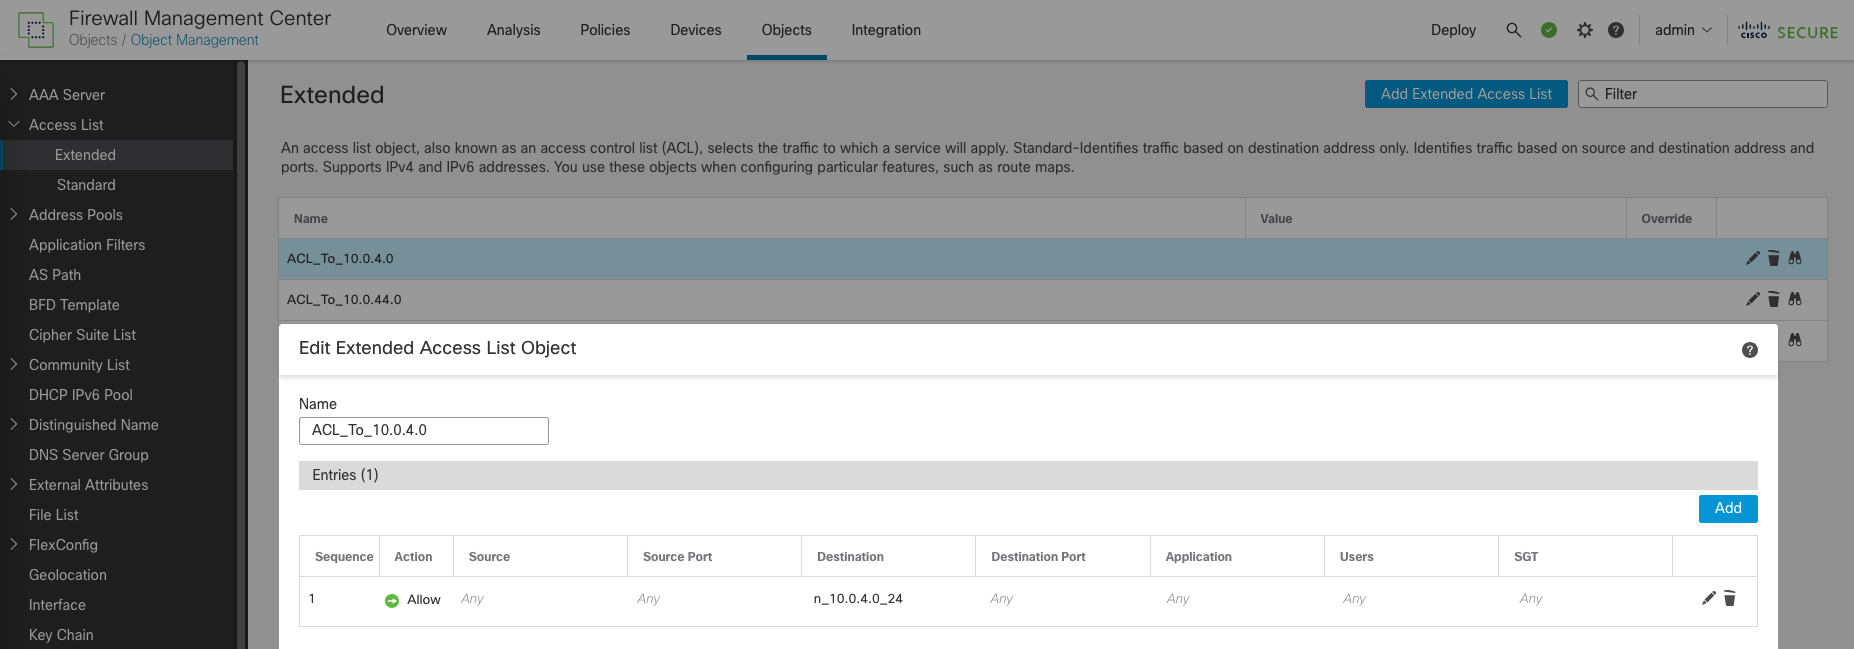 Firewall Management Center
Objects / Object Management
Overview
Analysis
Policies
Devices
Objects
Integration
Deploy
admin
cisco SECURE
AAA Server
Access List
Extended
Standard
Address Pools
Application Filters
AS Path
BFD Template
Cipher Suite List
Community List
DHCP IPv6 Pool
Distinguished Name
DNS Server Group
External Attributes
File List
FlexConfig
Geolocation
Interface
Key Chain
Extended
Add Extended Access List
Filter
An access list object, also known as an access control list (ACL), selects the traffic to which a service will apply. Standard-Identifies traffic based on destination address only. Identifies traffic based on source and destination address and
ports. Supports IPv4 and IPv6 addresses. You use these objects when configuring particular features, such as route maps.
Name Value Override
ACL_To_10.0.4.0
ACL_To_10.0.44.0
Edit Extended Access List Object
Name
ACL_To_10.0.4.0
Entries (1)
Add
Sequence Action Source Source Port Destination Destination Port Application Users SGT
1 Allow Any Any n_10.0.4.0_24 Any Any Any Any